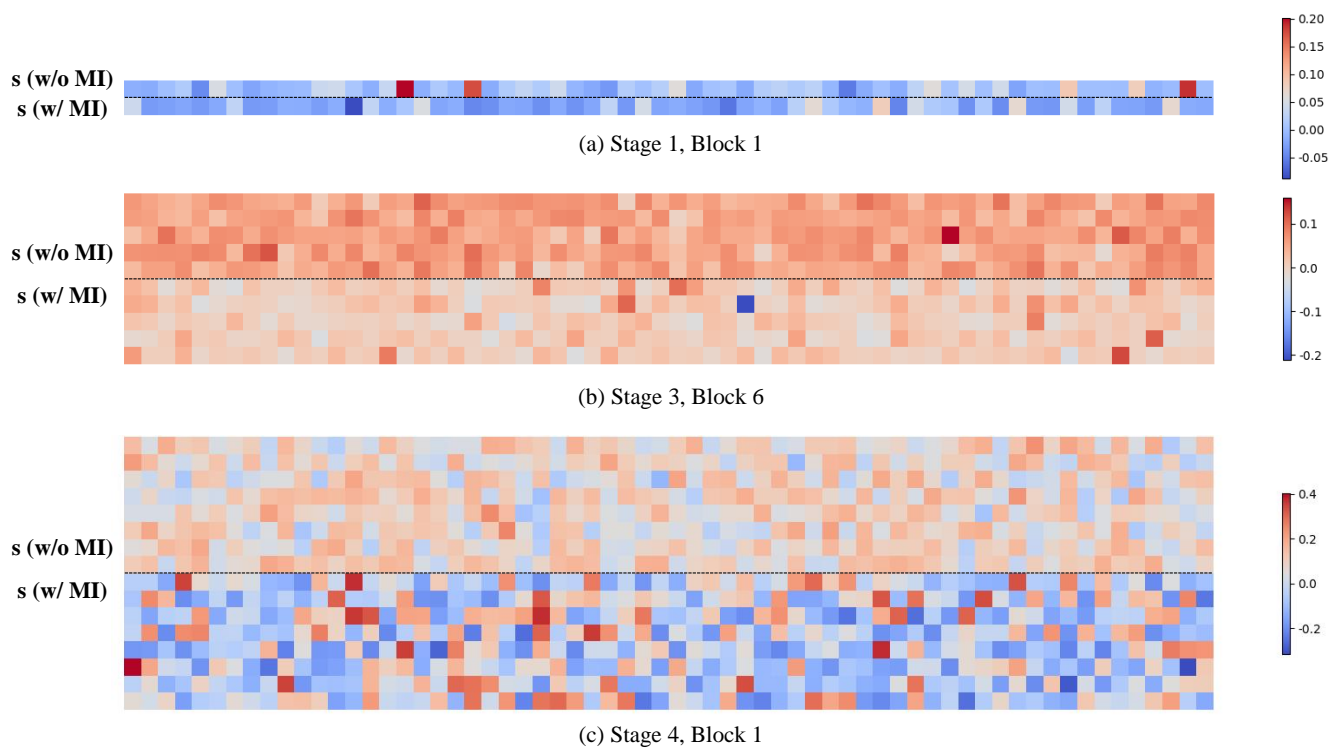 0.20
s (w/o MI)
0.15
s (w/ MI)
0.10
0.05
0.00
-0.05
(a) Stage 1, Block 1
s (w/o MI)
0.1
s (w/ MI)
0.0
-0.1
-0.2
(b) Stage 3, Block 6
0.4
s (w/o MI)
0.2
s (w/ MI)
0.0
-0.2
(c) Stage 4, Block 1